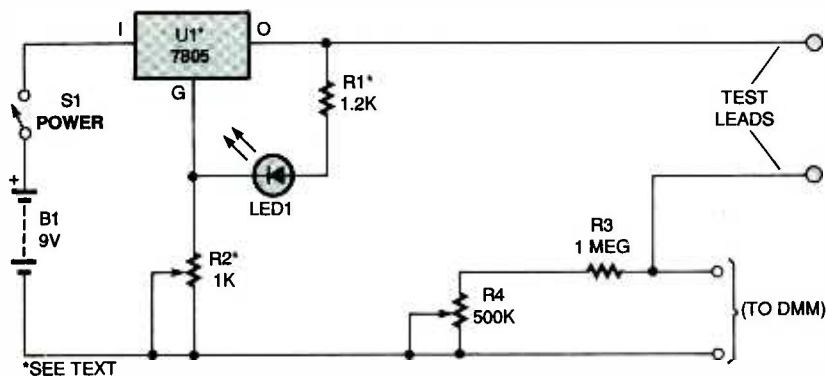 I
U1*
7805
O
G
R1*
1.2K
S1
POWER
TEST
LEADS
LED1
+
B1
9V
R2*
1K
R3
1 MEG
R4
500K
(TO DMM)
*SEE TEXT